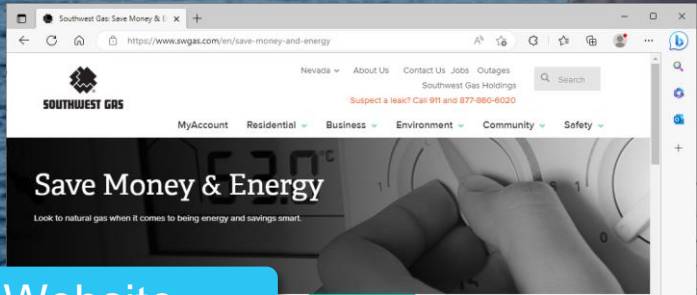 Southwest Gas: Save Money & E
https://www.swgas.com/en/save-money-and-energy
Nevada About Us Contact Us Jobs Outages
Southwest Gas Holdings
Search
Suspect a leak? Call 911 and 877-860-6020
SOUTHWEST GAS
MyAccount Residential Business Environment Community Safety
63.0°C
Save Money & Energy
Look to natural gas when it comes to being energy and savings smart.
Website